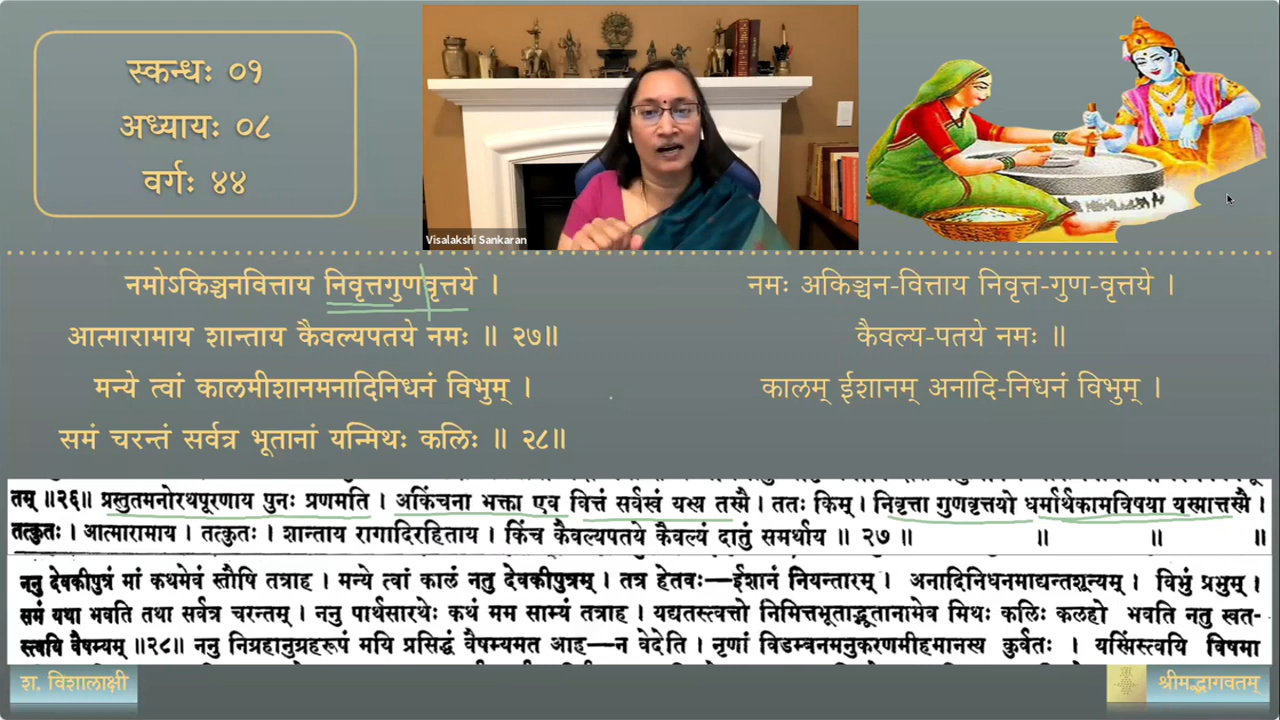 स्कन्धः ०१
अध्यायः ०८
वर्गः ४४
Visalakshi Sankaran
नमोऽकिञ्चनवित्ताय निवृत्तगुणवृत्तये ।
आत्मारामाय शान्ताय कैवल्यपतये नमः ॥ २७॥
मन्ये त्वां कालमीशानमनादिनिधनं विभुम् ।
समं चरन्तं सर्वत्र भूतानां यन्मिथः कलिः ॥ २८॥
नमः अकिञ्चन-वित्ताय निवृत्त-गुण-वृत्तये ।
कैवल्य-पतये नमः ॥
कालम् ईशानम् अनादि-निधनं विभुम् ।
तम् ॥२६॥ प्रस्तुतमनोरथपूरणाय पुनः प्रणमति । अकिंचना भक्ता एव वित्तं सर्वस्वं यस्य तस्मै । ततः किम् । निवृत्ता गुणवृत्तयो धर्मार्थकामविषया यस्मात्तस्मै ।
तत्कुतः । आत्मारामाय । तत्कुतः । शान्ताय रागादिरहिताय । किंच कैवल्यपतये कैवल्यं दातुं समर्थाय ॥ २७ ॥ ॥ ॥ ॥
ननु देवकीपुत्रं मां कथमेवं स्तौषि तत्राह । मन्ये त्वां कालं नतु देवकीपुत्रम् । तत्र हेतवः—ईशानं नियन्तारम् । अनादिनिधनमाद्यन्तशून्यम् । विभुं प्रभुम् ।
समं यथा भवति तथा सर्वत्र चरन्तम् । ननु पार्थसारथेः कथं मम साम्यं तत्राह । यद्यतस्त्वत्तो निमित्तभूताद्भूतानामेव मिथः कलिः कलहो भवति नतु स्वत-
स्त्वयि वैषम्यम् ॥२८॥ ननु निग्रहानुग्रहरूपं मयि प्रसिद्धं वैषम्यमत आह—न वेदेति । नृणां विडम्बनमनुकरणमीहमानस्य कुर्वतः । यस्मिंस्त्वयि विषमा
श. विशालाक्षी
श्रीमद्भागवतम्